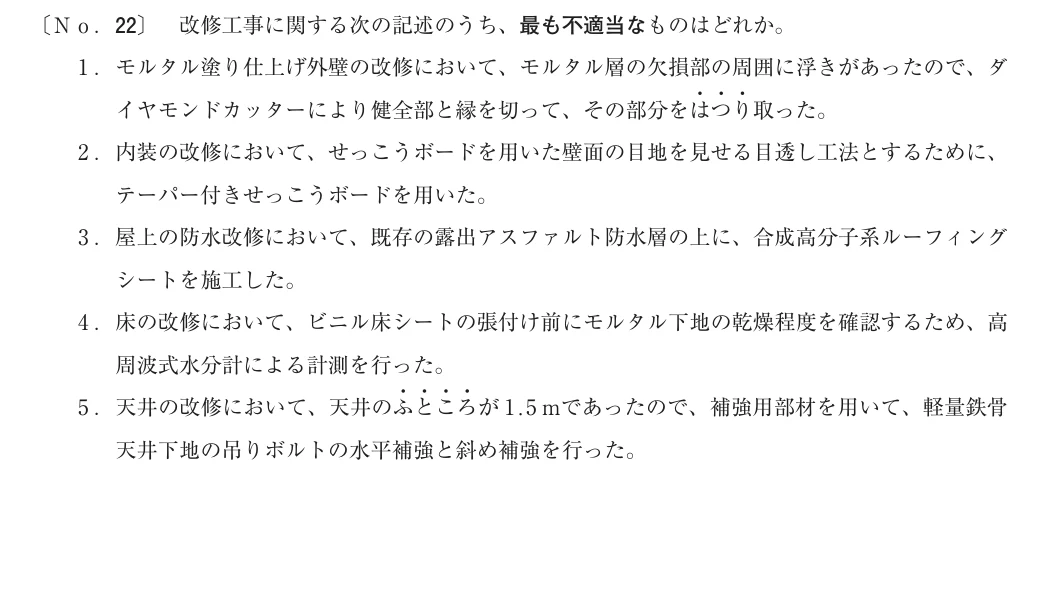 〔Ｎｏ．22〕　改修工事に関する次の記述のうち、最も不適当なものはどれか。
１．モルタル塗り仕上げ外壁の改修において、モルタル層の欠損部の周囲に浮きがあったので、ダ
イヤモンドカッターにより健全部と縁を切って、その部分をはつり取った。
２．内装の改修において、せっこうボードを用いた壁面の目地を見せる目透し工法とするために、
テーパー付きせっこうボードを用いた。
３．屋上の防水改修において、既存の露出アスファルト防水層の上に、合成高分子系ルーフィング
シートを施工した。
４．床の改修において、ビニル床シートの張付け前にモルタル下地の乾燥程度を確認するため、高
周波式水分計による計測を行った。
５．天井の改修において、天井のふところが 1.5 mであったので、補強用部材を用いて、軽量鉄骨
天井下地の吊りボルトの水平補強と斜め補強を行った。